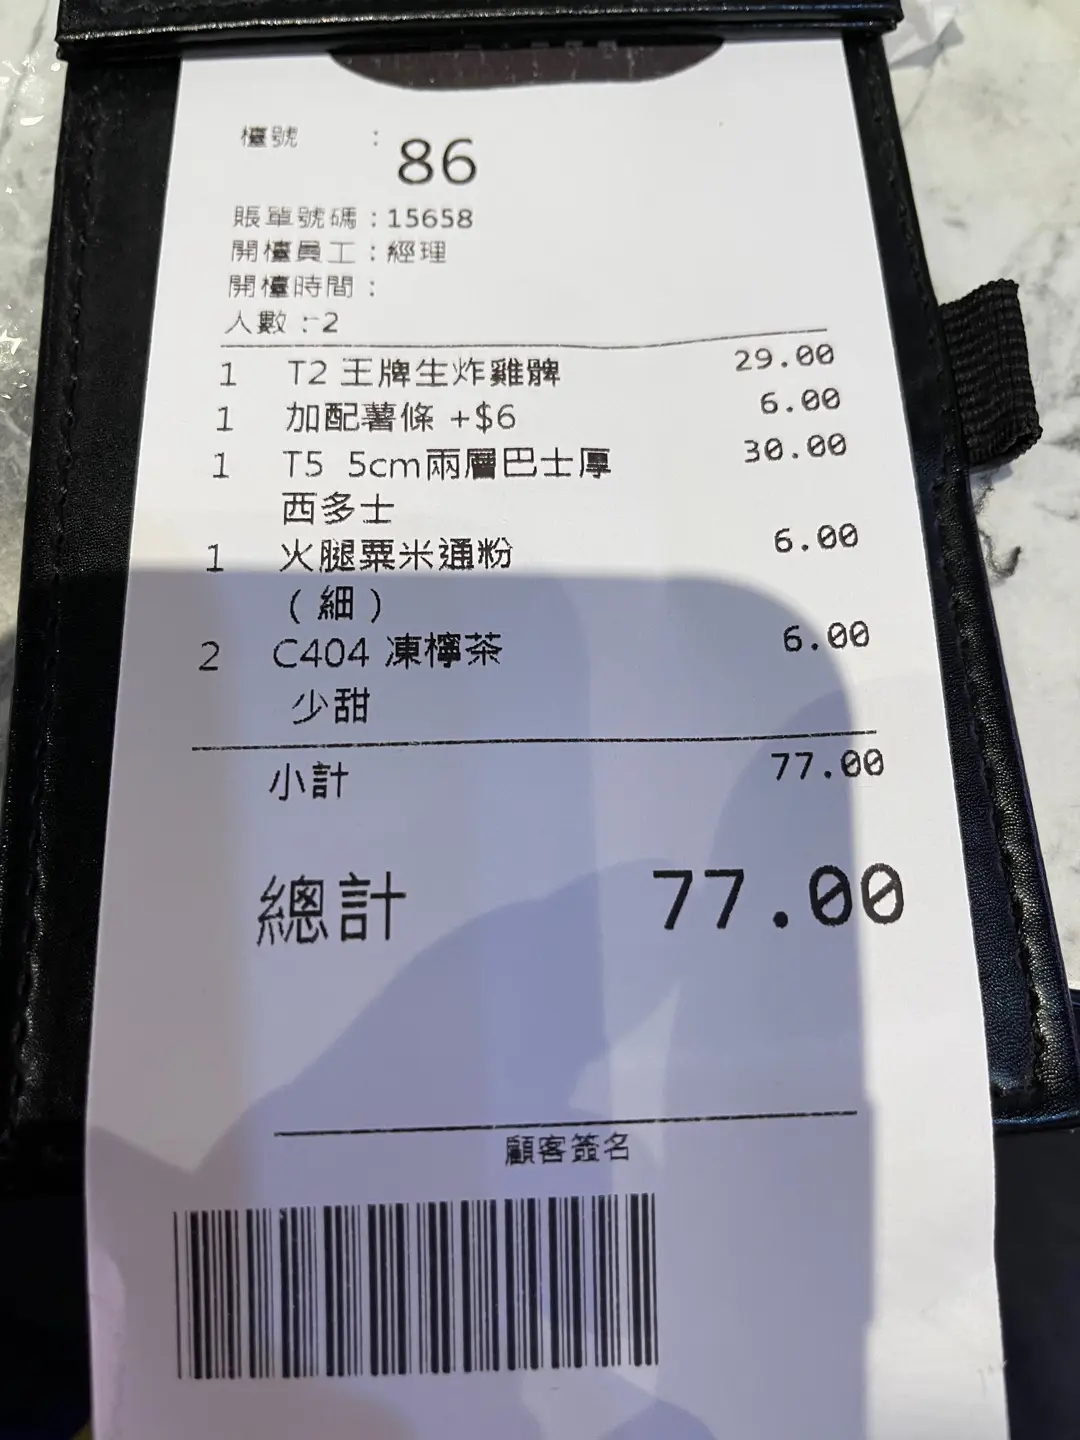 檯號 : 86
賬單號碼：15658
開檯員工：經理
開檯時間：
人數：2
1 T2 王牌生炸雞髀 29.00
1 加配薯條 +$6 6.00
1 T5 5cm兩層巴士厚 30.00
西多士
1 火腿粟米通粉 6.00
(細)
2 C404 凍檸茶 6.00
少甜
小計 77.00
總計 77.00
顧客簽名